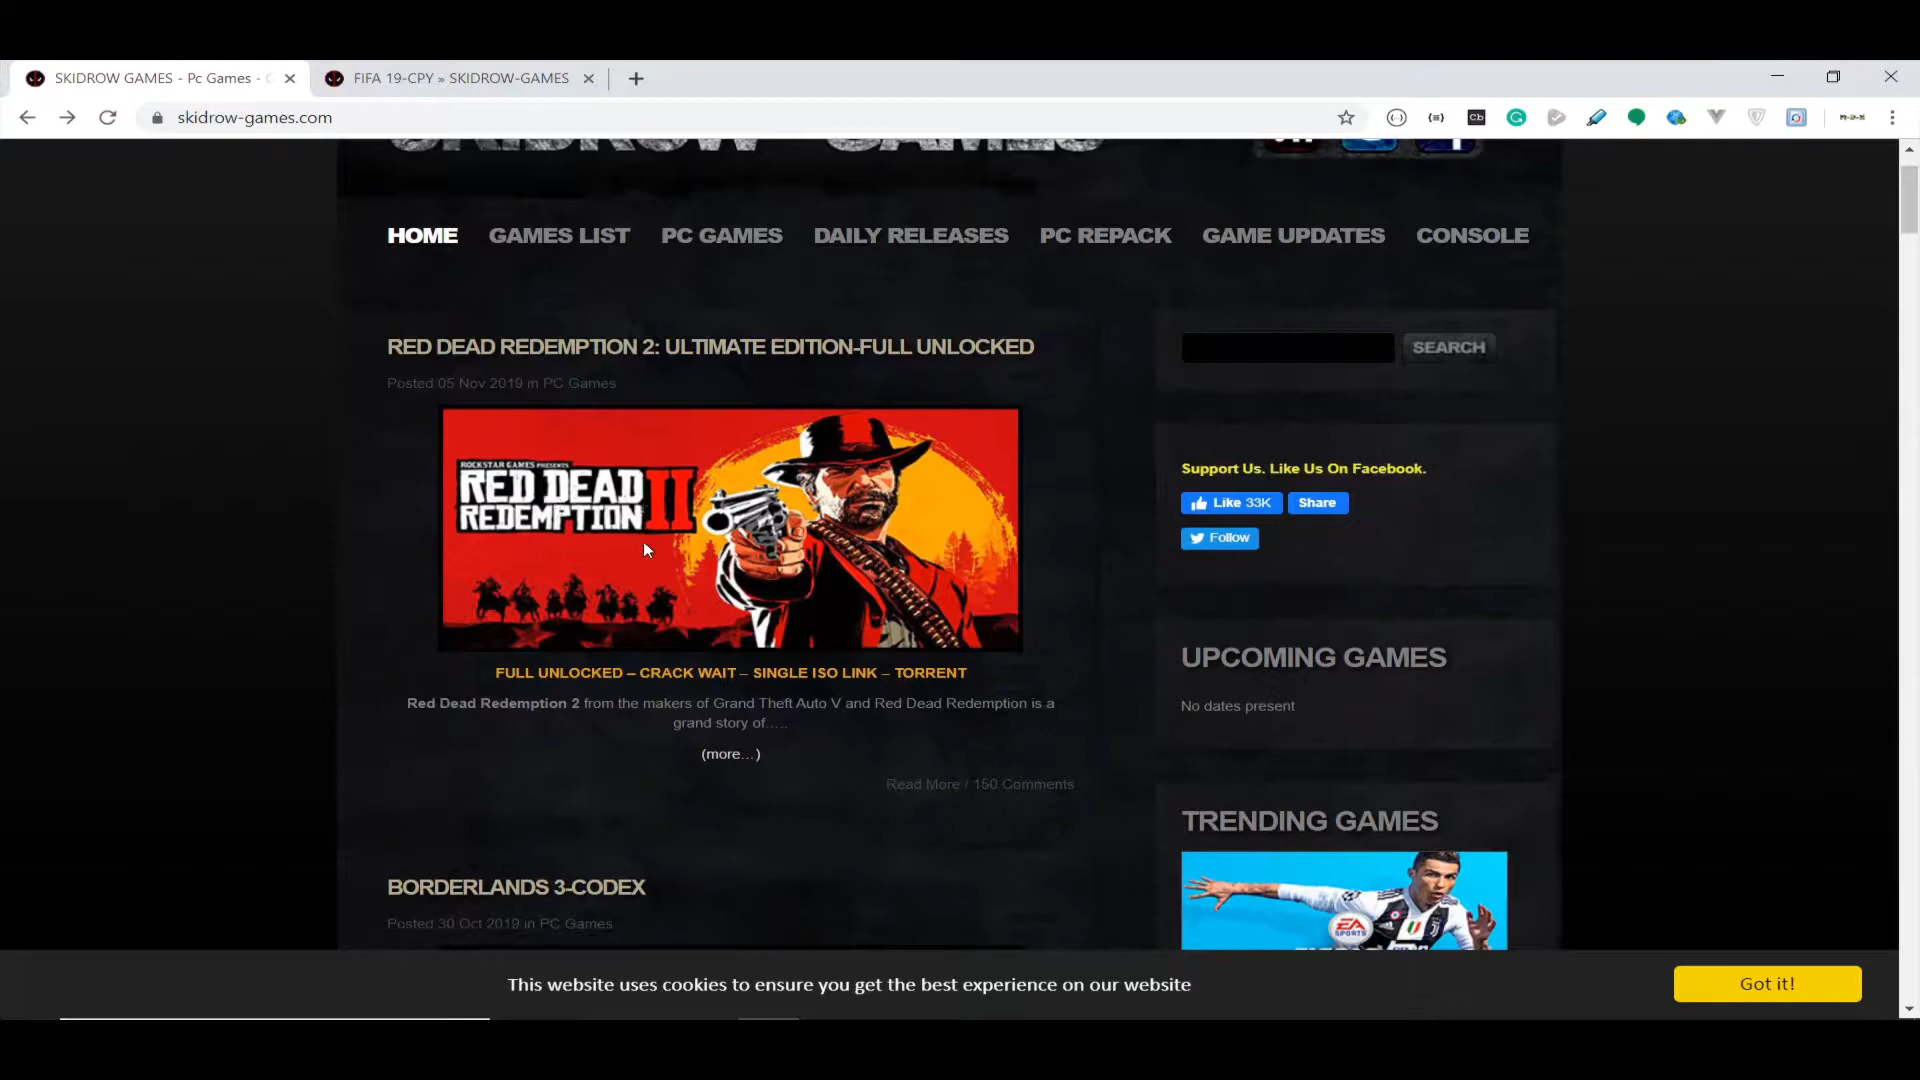 SKIDROW GAMES - Pc Games -
FIFA 19-CPY » SKIDROW-GAMES
skidrow-games.com
SKIDROW GAMES
HOME
GAMES LIST
PC GAMES
DAILY RELEASES
PC REPACK
GAME UPDATES
CONSOLE
RED DEAD REDEMPTION 2: ULTIMATE EDITION-FULL UNLOCKED
Posted 05 Nov 2019 in PC Games
ROCKSTAR GAMES PRESENTS
RED DEAD
REDEMPTION II
FULL UNLOCKED – CRACK WAIT – SINGLE ISO LINK – TORRENT
Red Dead Redemption 2 from the makers of Grand Theft Auto V and Red Dead Redemption is a
grand story of…..
(more…)
Read More / 150 Comments
BORDERLANDS 3-CODEX
Posted 30 Oct 2019 in PC Games
SEARCH
Support Us. Like Us On Facebook.
Like 33K
Share
Follow
UPCOMING GAMES
No dates present
TRENDING GAMES
EA
SPORTS
This website uses cookies to ensure you get the best experience on our website
Got it!